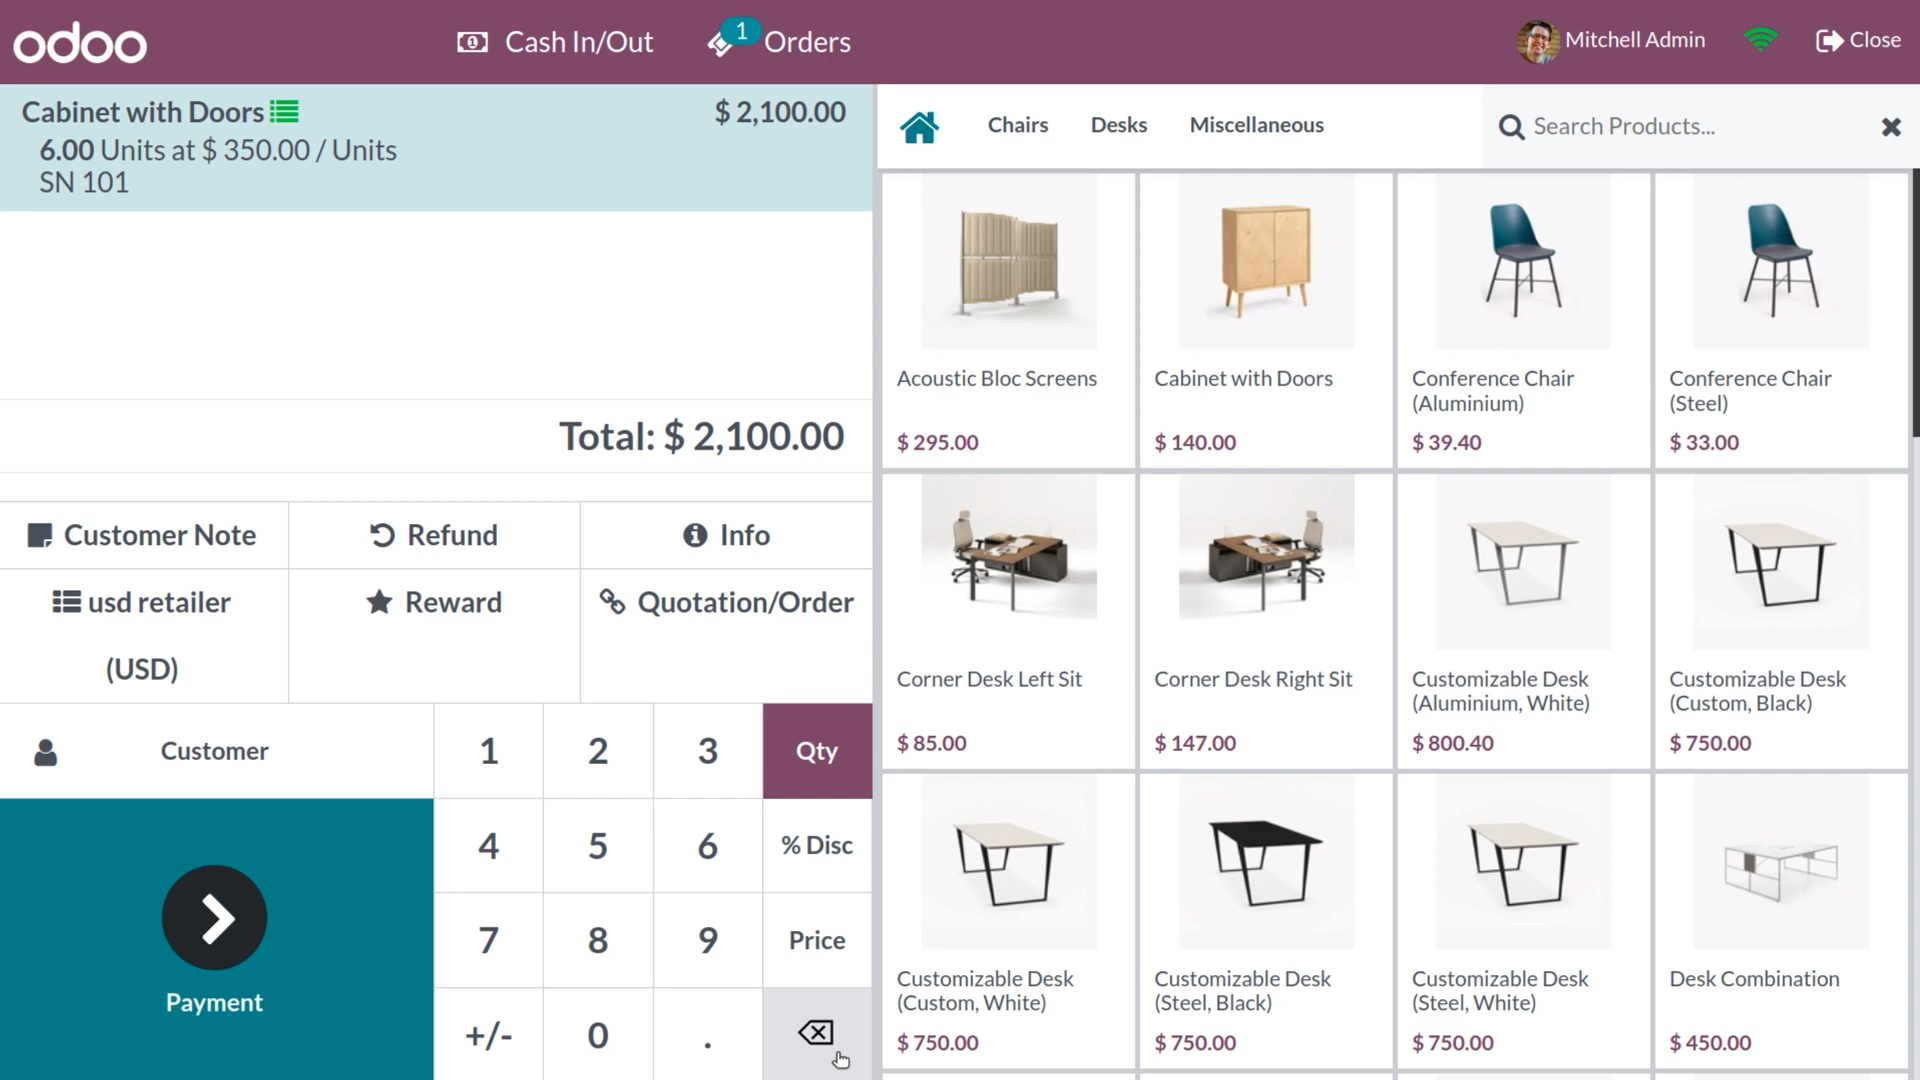 odoo
Cash In/Out
1
Orders
Mitchell Admin
Close
Cabinet with Doors
$ 2,100.00
6.00 Units at $ 350.00 / Units
SN 101
Total: $ 2,100.00
Customer Note
Refund
Info
usd retailer
(USD)
Reward
Quotation/Order
Customer
1
2
3
Qty
4
5
6
% Disc
7
8
9
Price
+/-
0
.
Payment
Chairs
Desks
Miscellaneous
Search Products...
Acoustic Bloc Screens
$ 295.00
Cabinet with Doors
$ 140.00
Conference Chair
(Aluminium)
$ 39.40
Conference Chair
(Steel)
$ 33.00
Corner Desk Left Sit
$ 85.00
Corner Desk Right Sit
$ 147.00
Customizable Desk
(Aluminium, White)
$ 800.40
Customizable Desk
(Custom, Black)
$ 750.00
Customizable Desk
(Custom, White)
$ 750.00
Customizable Desk
(Steel, Black)
$ 750.00
Customizable Desk
(Steel, White)
$ 750.00
Desk Combination
$ 450.00